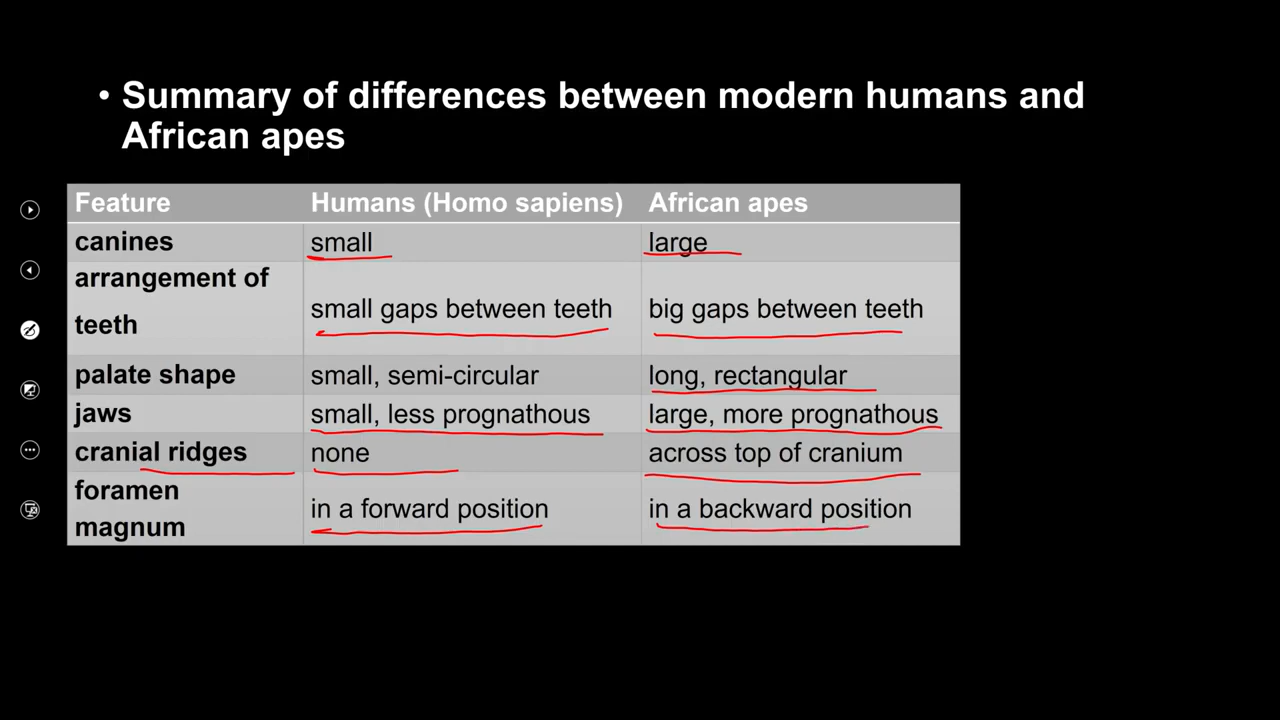 • Summary of differences between modern humans and
African apes
Feature Humans (Homo sapiens) African apes
canines small large
arrangement of
teeth small gaps between teeth big gaps between teeth
palate shape small, semi-circular long, rectangular
jaws small, less prognathous large, more prognathous
cranial ridges none across top of cranium
foramen
magnum in a forward position in a backward position